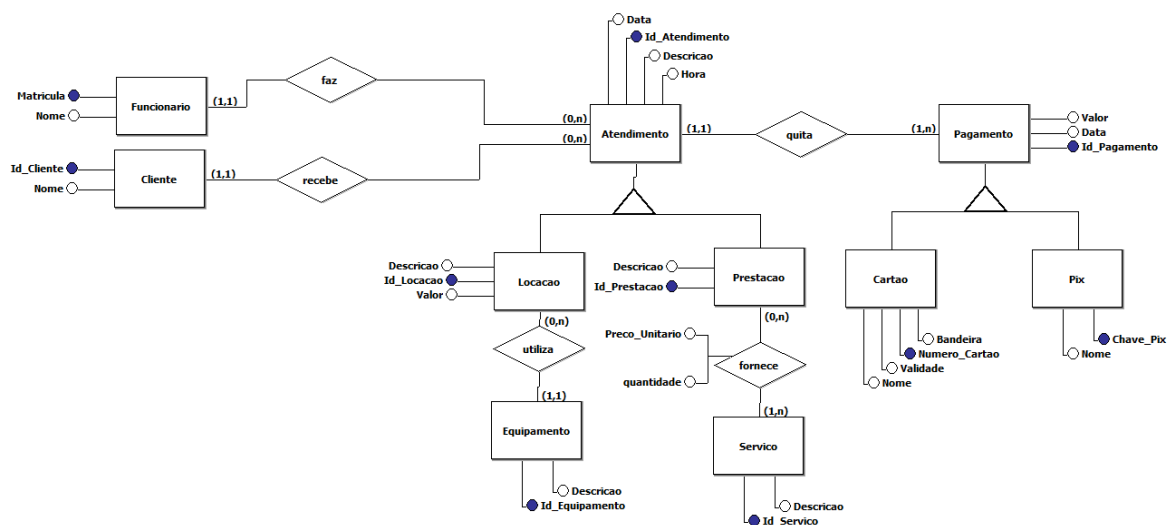 Data
Id_Atendimento
Descricao
Hora
Matricula
Nome
Funcionario
(1,1)
faz
(0,n)
(0,n)
Atendimento
(1,1)
quita
(1,n)
Pagamento
Valor
Data
Id_Pagamento
Id_Cliente
Nome
Cliente
(1,1)
recebe
Descricao
Id_Locacao
Valor
Locacao
(0,n)
Descricao
Id_Prestacao
Prestacao
(0,n)
Cartao
Pix
Bandeira
Numero_Cartao
Validade
Nome
Chave_Pix
Nome
utiliza
(1,1)
Preco_Unitario
quantidade
fornece
(1,n)
Equipamento
Descricao
Id_Equipamento
Servico
Descricao
Id_Servico